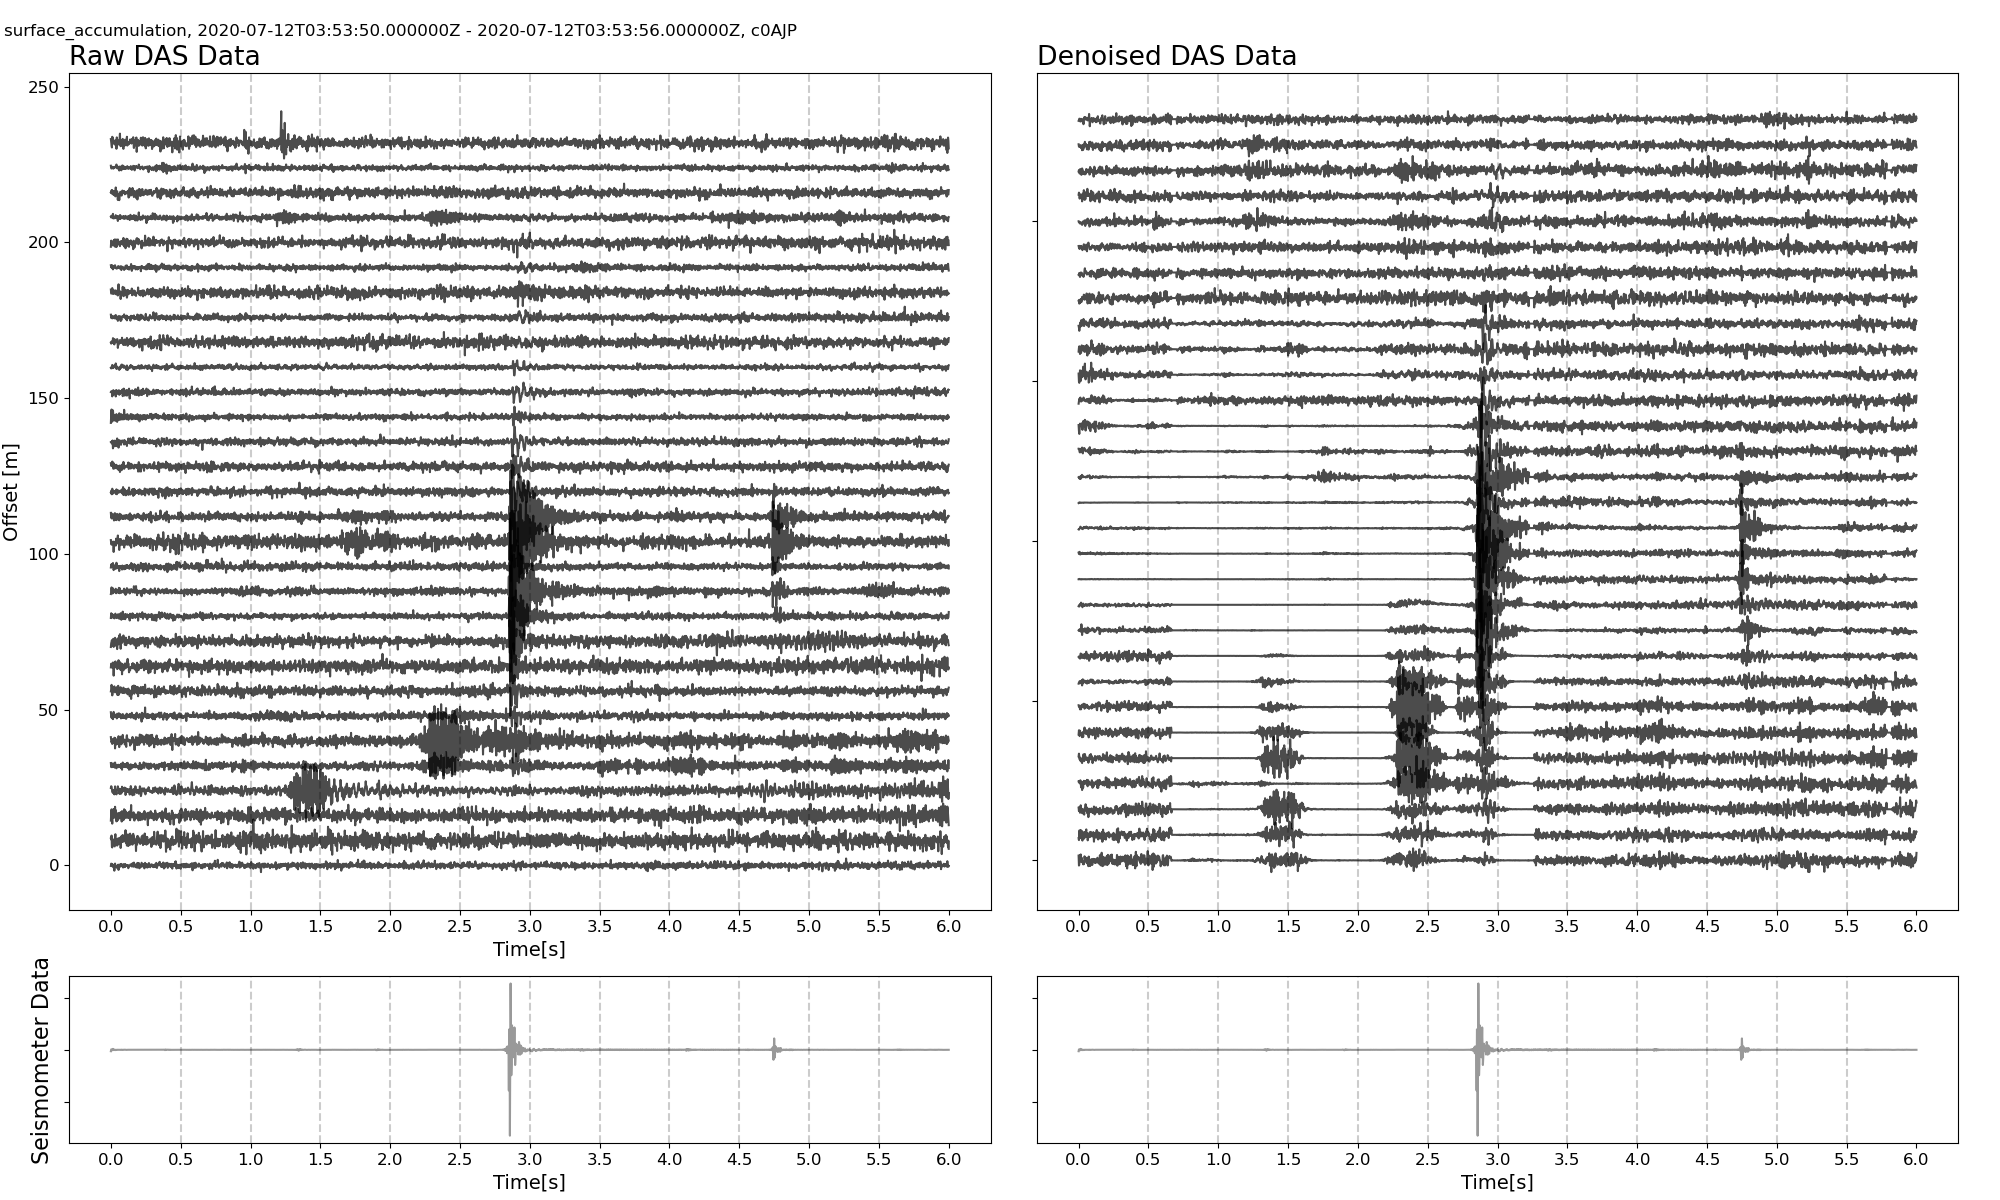 surface_accumulation, 2020-07-12T03:53:50.000000Z - 2020-07-12T03:53:56.000000Z, c0AJP
Raw DAS Data
Denoised DAS Data
Offset [m]
250
200
150
100
50
0
0.0 0.5 1.0 1.5 2.0 2.5 3.0 3.5 4.0 4.5 5.0 5.5 6.0
Time[s]
0.0 0.5 1.0 1.5 2.0 2.5 3.0 3.5 4.0 4.5 5.0 5.5 6.0
Seismometer Data
0.0 0.5 1.0 1.5 2.0 2.5 3.0 3.5 4.0 4.5 5.0 5.5 6.0
Time[s]
0.0 0.5 1.0 1.5 2.0 2.5 3.0 3.5 4.0 4.5 5.0 5.5 6.0
Time[s]